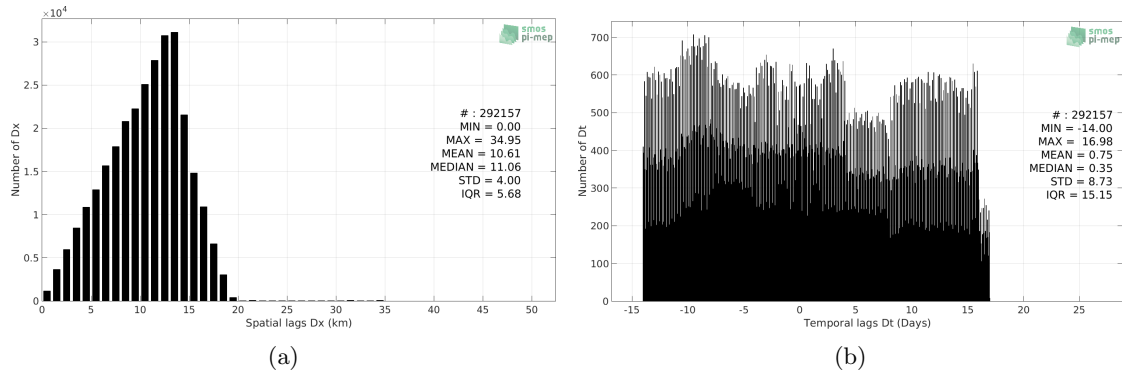 ×10⁴
3
2.5
2
1.5
1
0.5
0
Number of Dx
0 5 10 15 20 25 30 35 40 45 50
Spatial lags Dx (km)
smos
pi-mep
# : 292157
MIN = 0.00
MAX = 34.95
MEAN = 10.61
MEDIAN = 11.06
STD = 4.00
IQR = 5.68
(a)
700
600
500
400
300
200
100
0
Number of Dt
-15 -10 -5 0 5 10 15 20 25
Temporal lags Dt (Days)
smos
pi-mep
# : 292157
MIN = -14.00
MAX = 16.98
MEAN = 0.75
MEDIAN = 0.35
STD = 8.73
IQR = 15.15
(b)